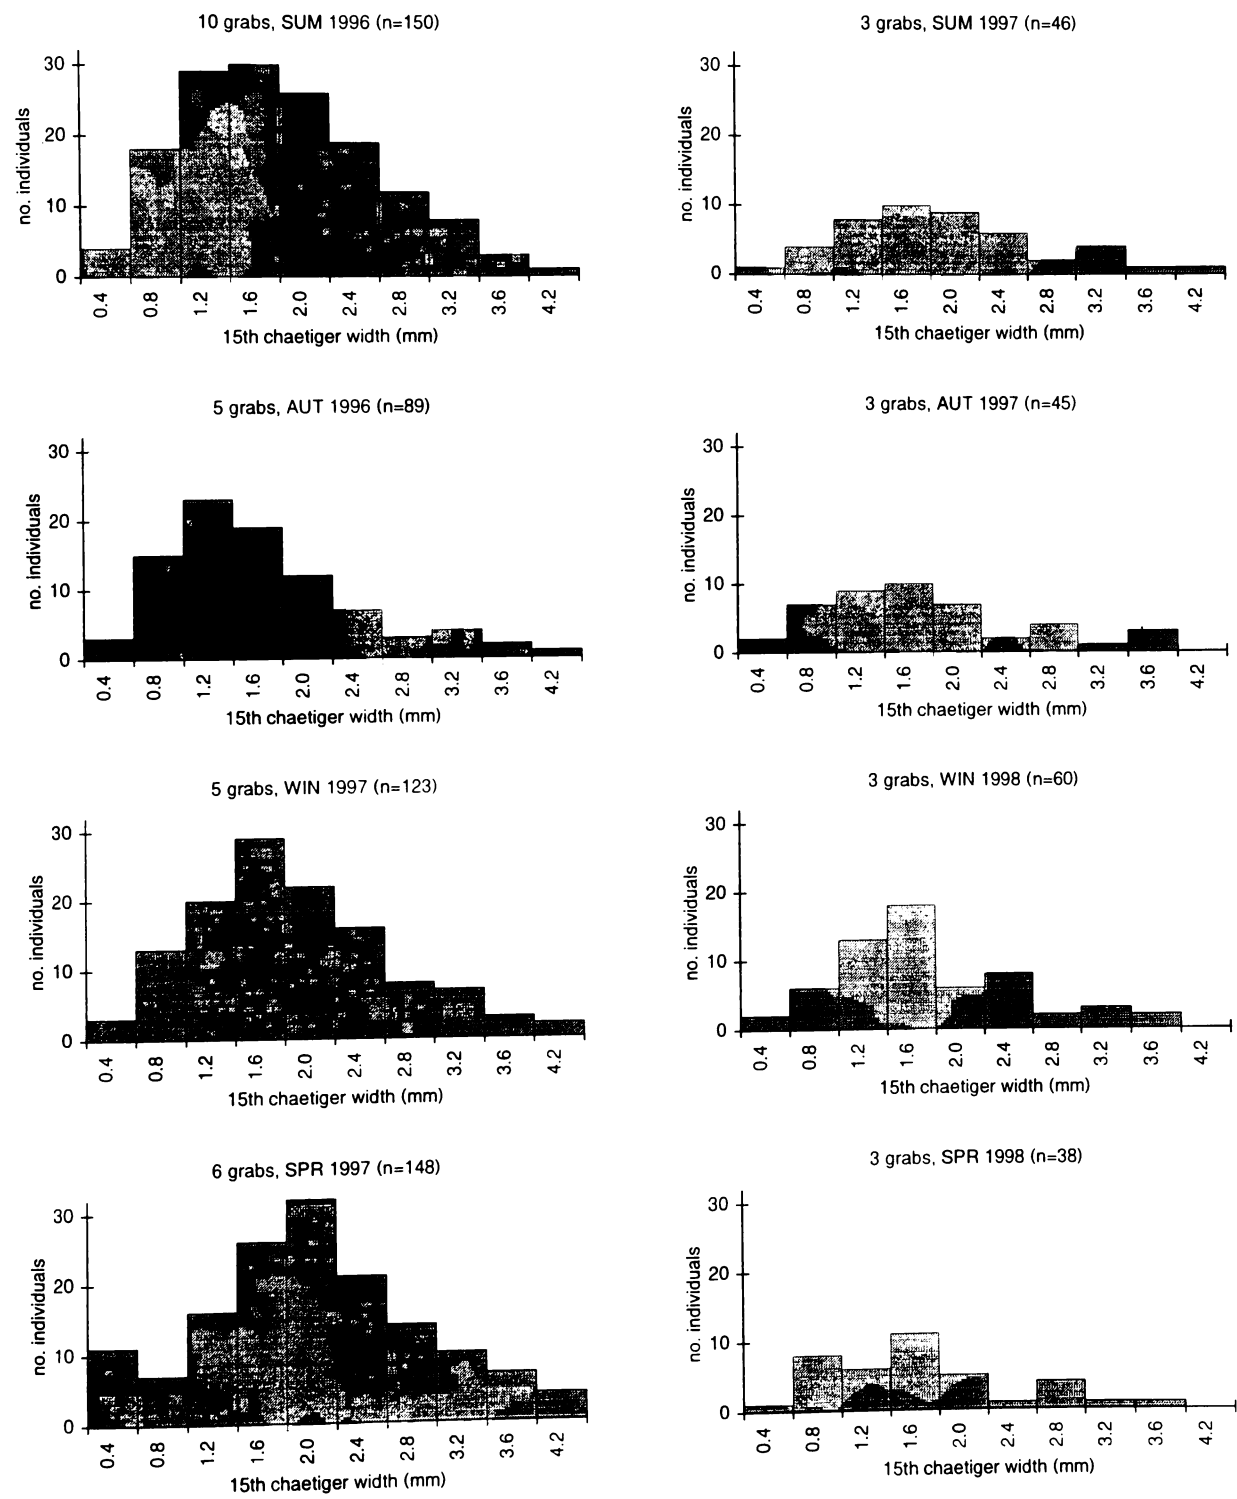 10 grabs, SUM 1996 (n=150)
no. individuals
30
20
10
0
0.4 0.8 1.2 1.6 2.0 2.4 2.8 3.2 3.6 4.2
15th chaetiger width (mm)
3 grabs, SUM 1997 (n=46)
no. individuals
30
20
10
0
0.4 0.8 1.2 1.6 2.0 2.4 2.8 3.2 3.6 4.2
15th chaetiger width (mm)
5 grabs, AUT 1996 (n=89)
no. individuals
30
20
10
0
0.4 0.8 1.2 1.6 2.0 2.4 2.8 3.2 3.6 4.2
15th chaetiger width (mm)
3 grabs, AUT 1997 (n=45)
no. individuals
30
20
10
0
0.4 0.8 1.2 1.6 2.0 2.4 2.8 3.2 3.6 4.2
15th chaetiger width (mm)
5 grabs, WIN 1997 (n=123)
no. individuals
30
20
10
0
0.4 0.8 1.2 1.6 2.0 2.8 3.2 3.6 4.2
15th chaetiger width (mm)
3 grabs, WIN 1998 (n=60)
no. individuals
30
20
10
0
0.4 0.8 1.2 1.6 2.0 2.4 2.8 3.2 3.6 4.2
15th chaetiger width (mm)
6 grabs, SPR 1997 (n=148)
no. individuals
30
20
10
0
0.4 0.8 1.2 1.6 2.0 2.4 2.8 3.2 3.6 4.2
15th chaetiger width (mm)
3 grabs, SPR 1998 (n=38)
no. individuals
30
20
10
0
0.4 0.8 1.2 1.6 2.0 2.4 2.8 3.2 3.6 4.2
15th chaetiger width (mm)